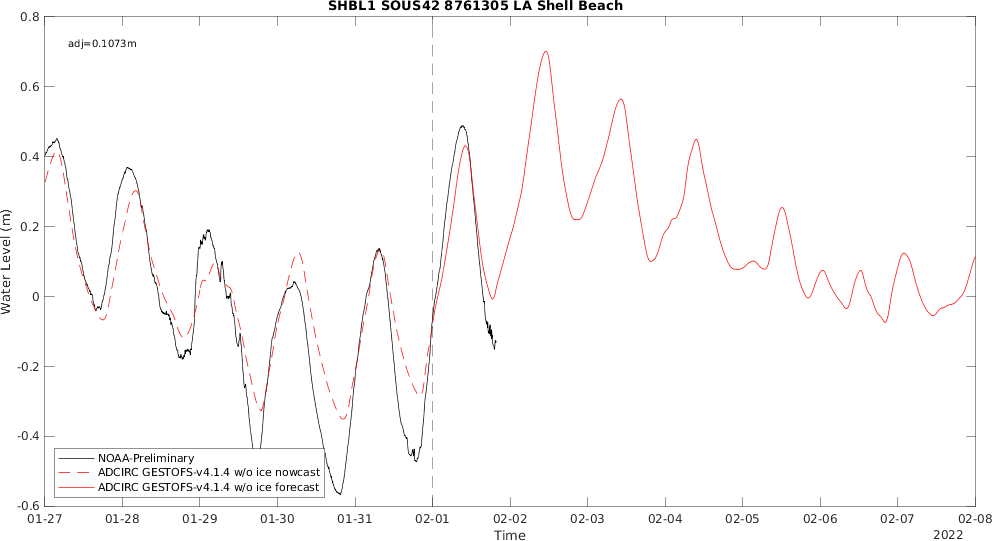 SHBL1 SOUS42 8761305 LA Shell Beach
adj=0.1073m
0.8
0.6
0.4
0.2
0
-0.2
-0.4
-0.6
Water Level (m)
NOAA-Preliminary
ADCIRC GESTOFS-v4.1.4 w/o ice nowcast
ADCIRC GESTOFS-v4.1.4 w/o ice forecast
01-27 01-28 01-29 01-30 01-31 02-01 02-02 02-03 02-04 02-05 02-06 02-07 02-08
Time
2022